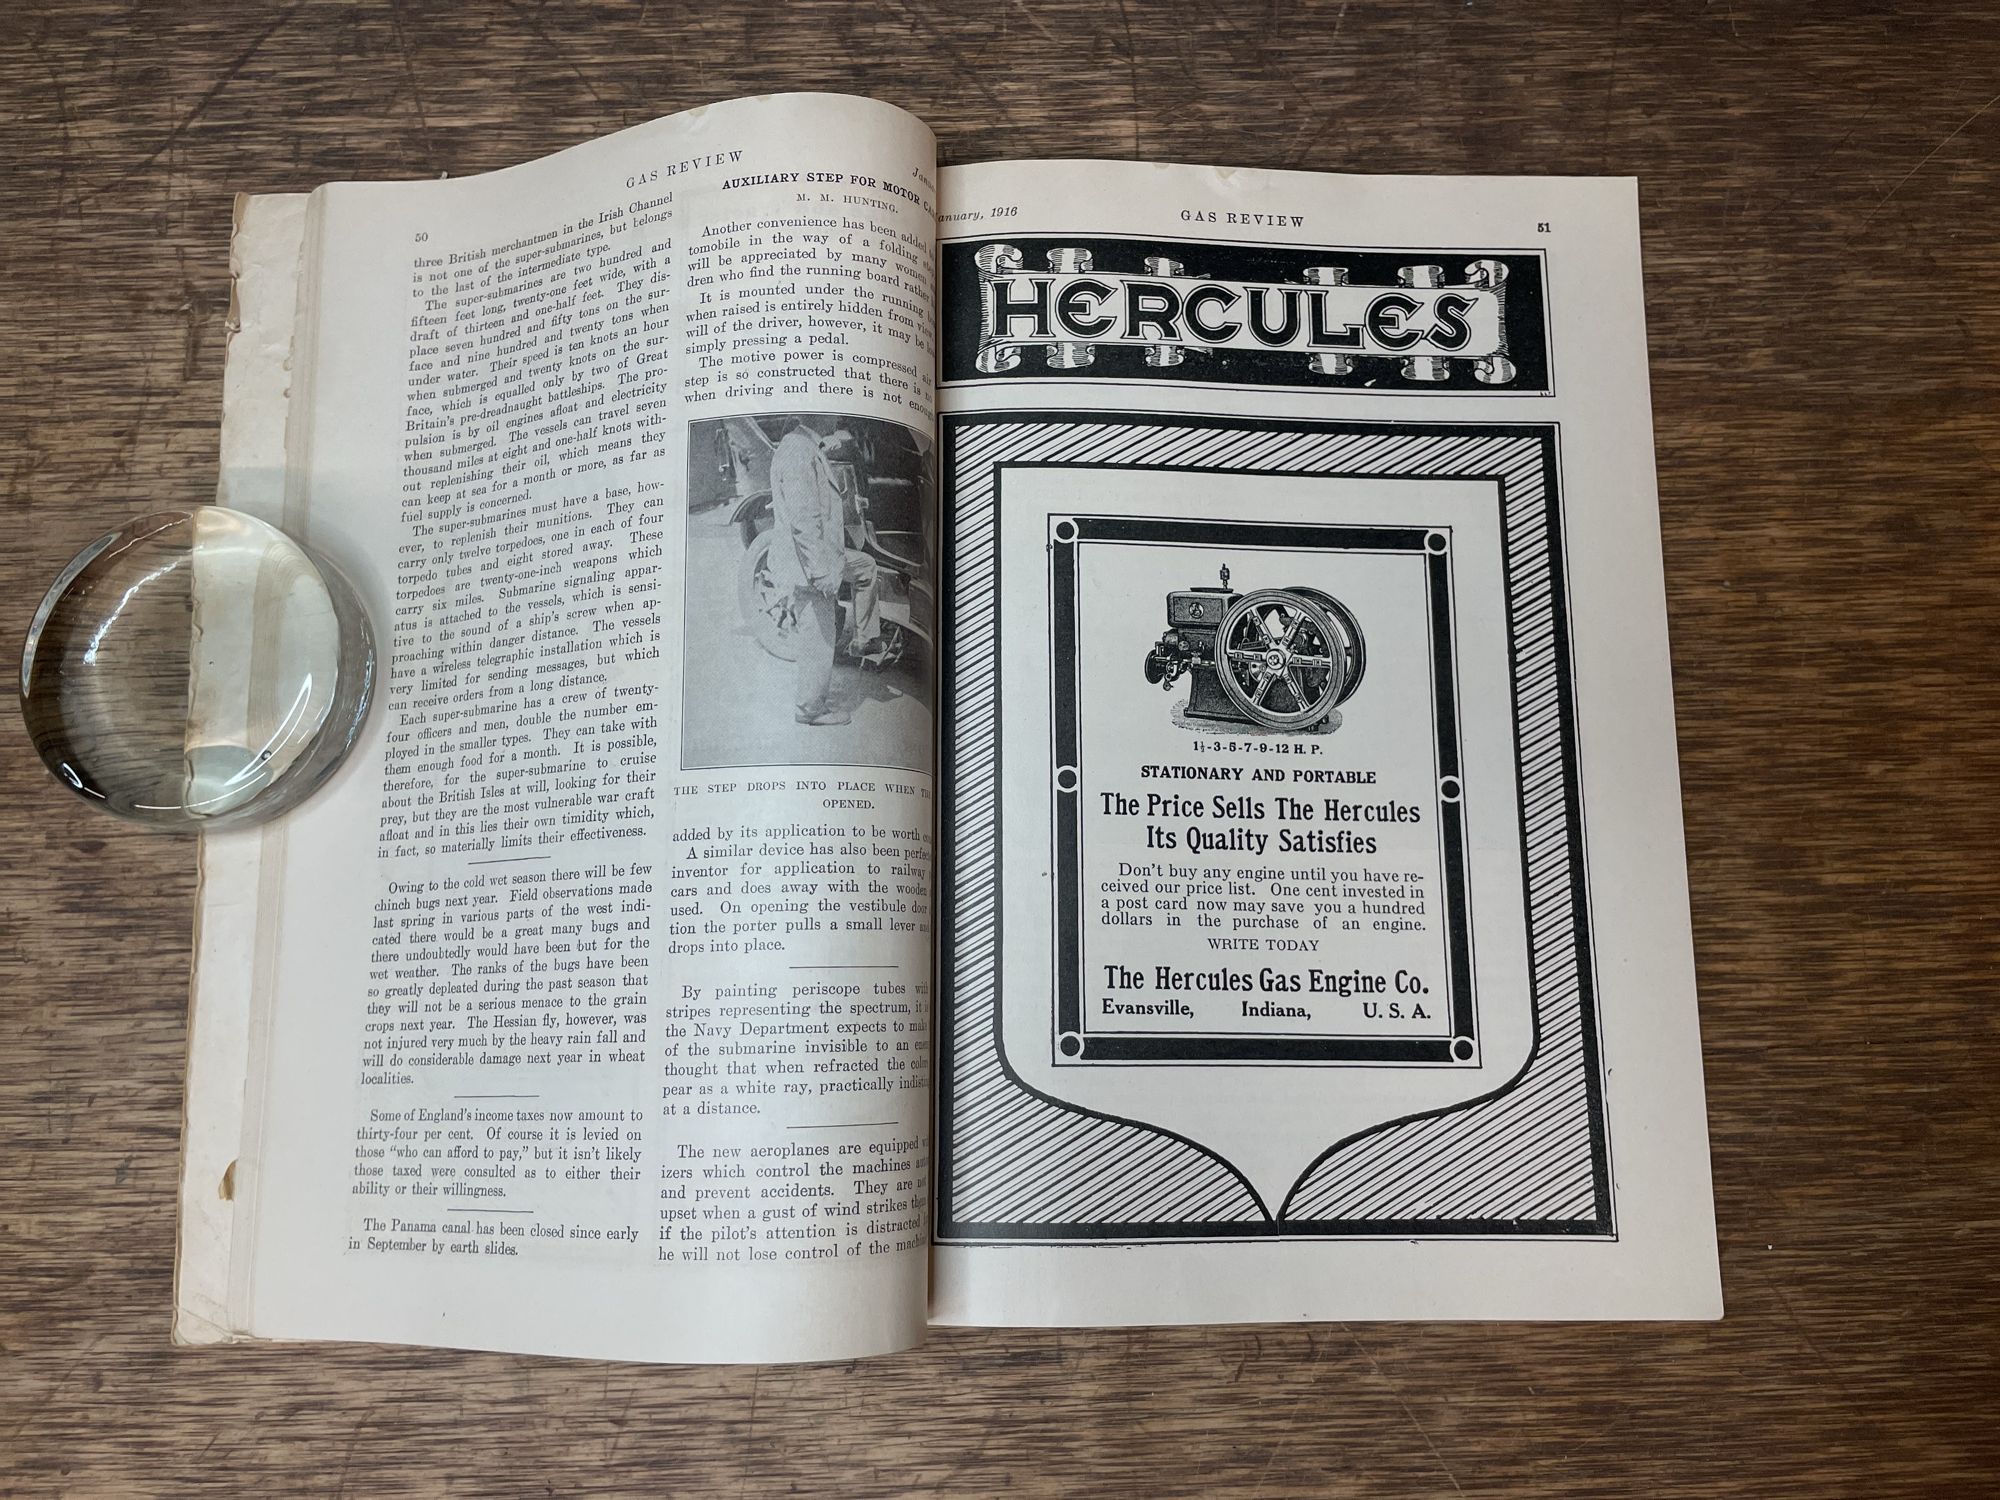 50
GAS REVIEW
three British merchantmen in the Irish Channel
is not one of the super-submarines, but belongs
to the last of the intermediate type.
The super-submarines are two hundred and
fifteen feet long, twenty-one feet wide, with a
draft of thirteen and one-half feet. They dis-
place seven hundred and fifty tons on the sur-
face and nine hundred and twenty tons when
under water. Their speed is ten knots an hour
when submerged and twenty knots on the sur-
face, which is equalled only by two of Great
Britain's pre-dreadnaught battleships. The pro-
pulsion is by oil engines afloat and electricity
when submerged. The vessels can travel seven
thousand miles at eight and one-half knots with-
out replenishing their oil, which means they
can keep at sea for a month or more, as far as
fuel supply is concerned.
The super-submarines must have a base, how-
ever, to replenish their munitions. They can
carry only twelve torpedoes, one in each of four
torpedo tubes and eight stored away. These
torpedoes are twenty-one-inch weapons which
carry six miles. Submarine signaling appar-
atus is attached to the vessels, which is sensi-
tive to the sound of a ship's screw when ap-
proaching within danger distance. The vessels
have a wireless telegraphic installation which is
very limited for sending messages, but which
can receive orders from a long distance.
Each super-submarine has a crew of twenty-
four officers and men, double the number em-
ployed in the smaller types. They can take with
them enough food for a month. It is possible,
therefore, for the super-submarine to cruise
about the British Isles at will, looking for their
prey, but they are the most vulnerable war craft
afloat and in this lies their own timidity which,
in fact, so materially limits their effectiveness.
Owing to the cold wet season there will be few
chinch bugs next year. Field observations made
last spring in various parts of the west indi-
cated there would be a great many bugs and
there undoubtedly would have been but for the
wet weather. The ranks of the bugs have been
so greatly depleted during the past season that
they will not be a serious menace to the grain
crops next year. The Hessian fly, however, was
not injured very much by the heavy rain fall and
will do considerable damage next year in wheat
localities.
Some of England's income taxes now amount to
thirty-four per cent. Of course it is levied on
those "who can afford to pay," but it isn't likely
those taxed were consulted as to either their
ability or their willingness.
The Panama canal has been closed since early
in September by earth slides.
AUXILIARY STEP FOR MOTOR
M. M. HUNTING.
Another convenience has been added
tomobile in the way of a folding
will be appreciated by many women
dren who find the running board rather
It is mounted under the running
when raised is entirely hidden from view
will of the driver, however, it may be
simply pressing a pedal.
The motive power is compressed air
step is so constructed that there is no
when driving and there is not enough
THE STEP DROPS INTO PLACE WHEN
OPENED.
added by its application to be worth
A similar device has also been
inventor for application to railway
cars and does away with the wooden
used. On opening the vestibule door
tion the porter pulls a small lever
drops into place.
By painting periscope tubes with
stripes representing the spectrum, it
the Navy Department expects to
of the submarine invisible to an
thought that when refracted the
pear as a white ray, practically
at a distance.
The new aeroplanes are equipped
izers which control the machines
and prevent accidents. They are not
upset when a gust of wind strikes
if the pilot's attention is distracted
he will not lose control of the
anuary, 1916
GAS REVIEW
51
HERCULES
1½-3-5-7-9-12 H. P.
STATIONARY AND PORTABLE
The Price Sells The Hercules
Its Quality Satisfies
Don't buy any engine until you have re-
ceived our price list. One cent invested in
a post card now may save you a hundred
dollars in the purchase of an engine.
WRITE TODAY
The Hercules Gas Engine Co.
Evansville, Indiana, U. S. A.